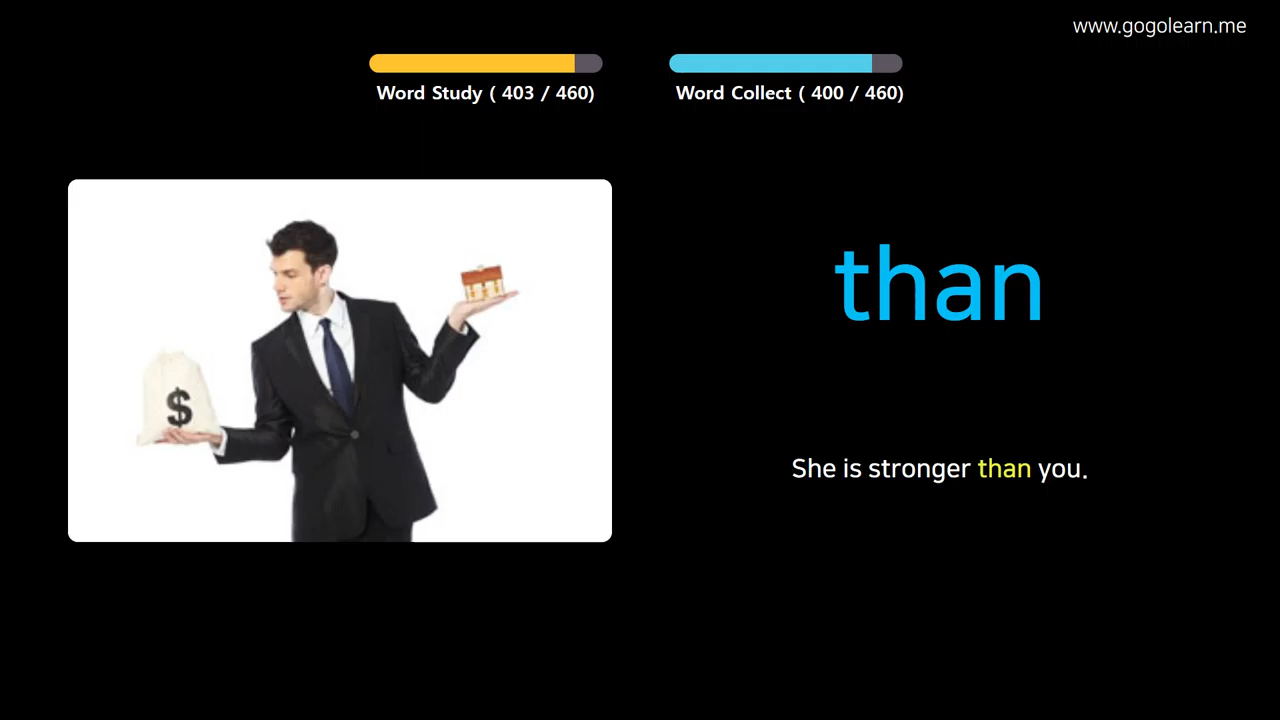 www.gogolearn.me
Word Study ( 403 / 460)
Word Collect ( 400 / 460)
$
than
She is stronger than you.